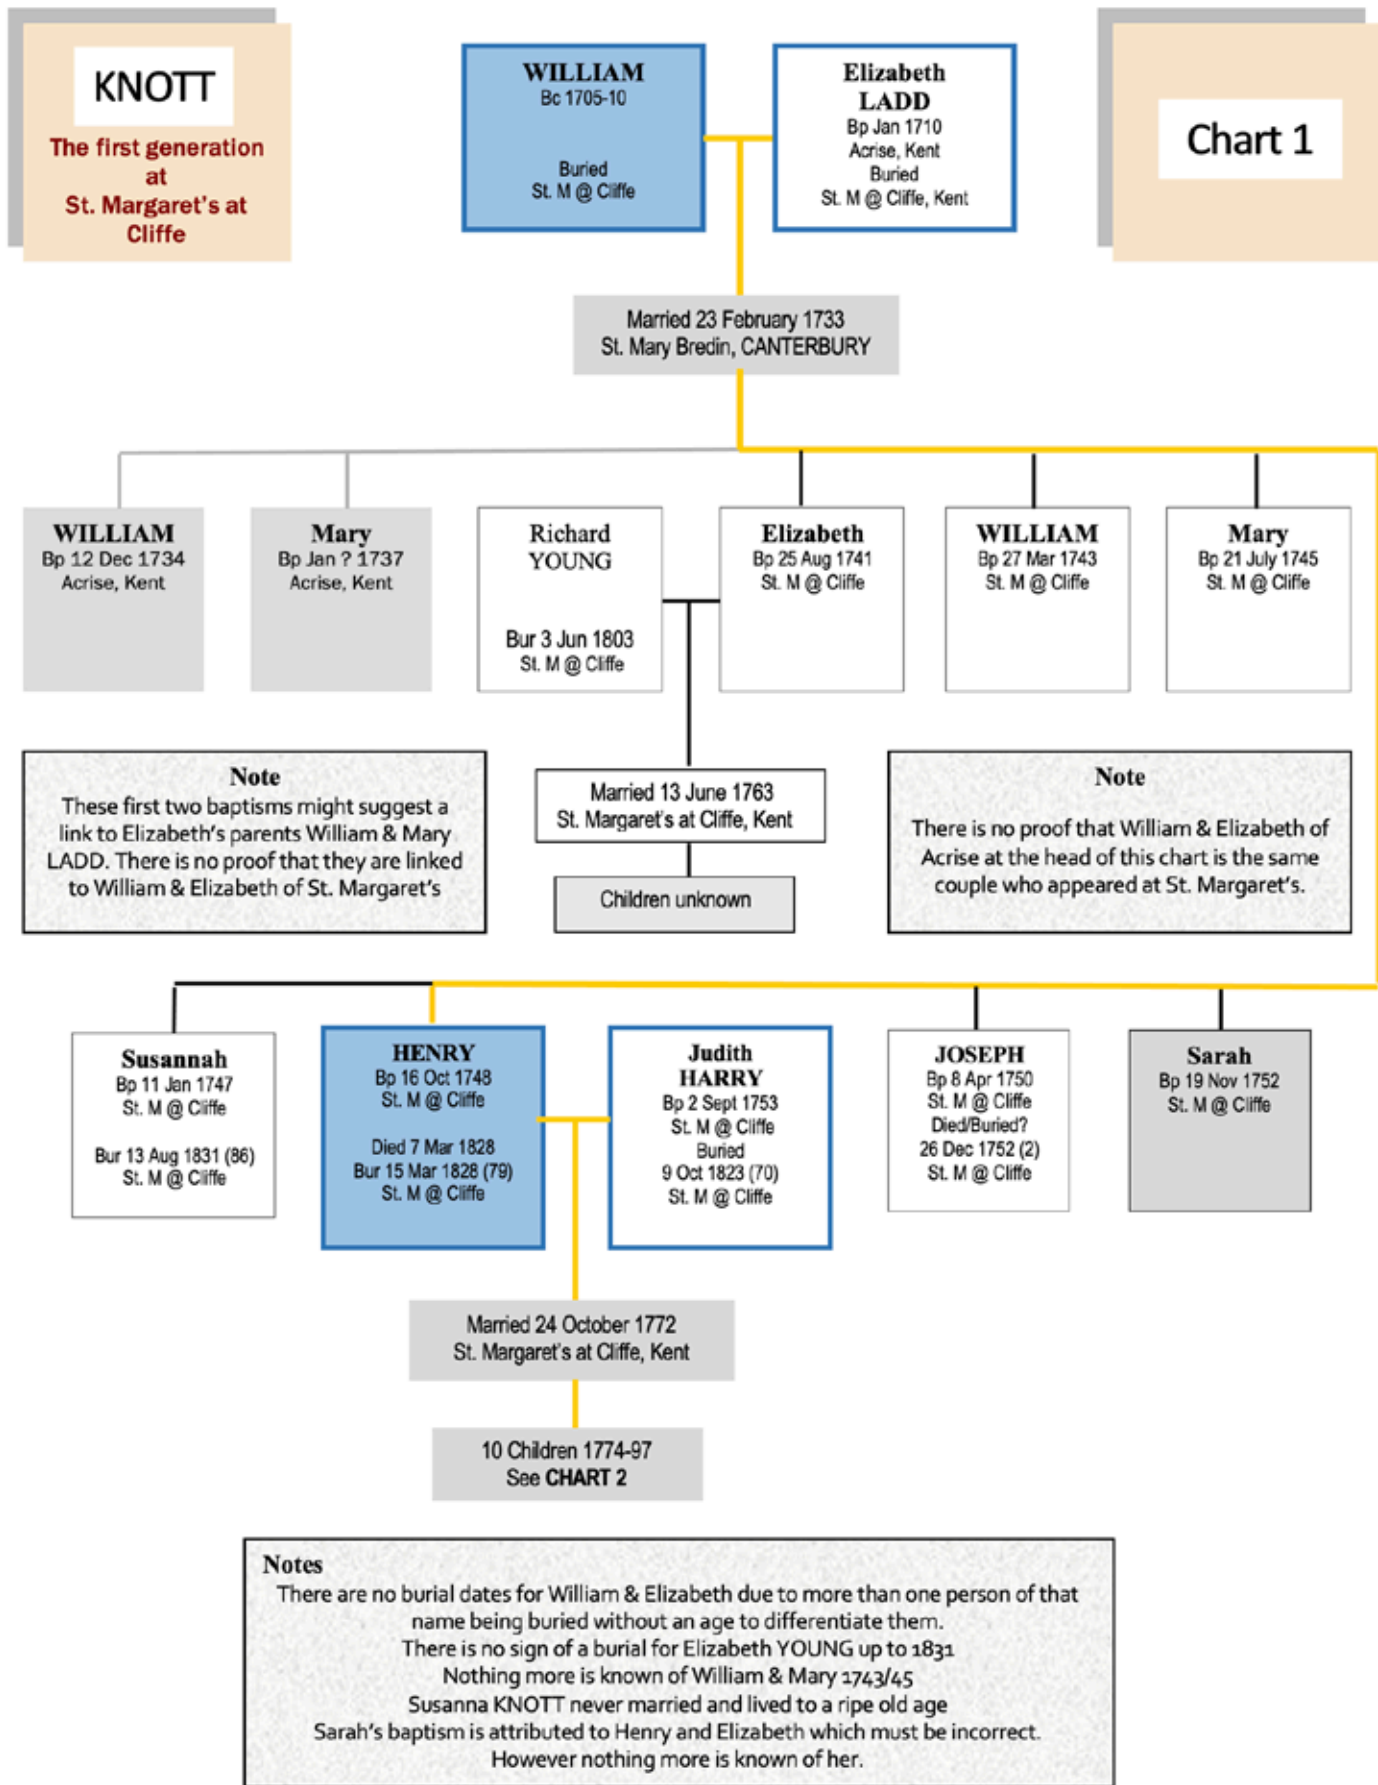 KNOTT
The first generation
at
St. Margaret's at
Cliffe
WILLIAM
Bc 1705-10
Buried
St. M @ Cliffe
Elizabeth
LADD
Bp Jan 1710
Acrise, Kent
Buried
St. M @ Cliffe, Kent
Chart 1
Married 23 February 1733
St. Mary Bredin, CANTERBURY
WILLIAM
Bp 12 Dec 1734
Acrise, Kent
Mary
Bp Jan ? 1737
Acrise, Kent
Richard
YOUNG
Bur 3 Jun 1803
St. M @ Cliffe
Elizabeth
Bp 25 Aug 1741
St. M @ Cliffe
WILLIAM
Bp 27 Mar 1743
St. M @ Cliffe
Mary
Bp 21 July 1745
St. M @ Cliffe
Note
These first two baptisms might suggest a
link to Elizabeth's parents William & Mary
LADD. There is no proof that they are linked
to William & Elizabeth of St. Margaret's
Married 13 June 1763
St. Margaret's at Cliffe, Kent
Children unknown
Note
There is no proof that William & Elizabeth of
Acrise at the head of this chart is the same
couple who appeared at St. Margaret's.
Susannah
Bp 11 Jan 1747
St. M @ Cliffe
Bur 13 Aug 1831 (86)
St. M @ Cliffe
HENRY
Bp 16 Oct 1748
St. M @ Cliffe
Died 7 Mar 1828
Bur 15 Mar 1828 (79)
St. M @ Cliffe
Judith
HARRY
Bp 2 Sept 1753
St. M @ Cliffe
Buried
9 Oct 1823 (70)
St. M @ Cliffe
JOSEPH
Bp 8 Apr 1750
St. M @ Cliffe
Died/Buried?
26 Dec 1752 (2)
St. M @ Cliffe
Sarah
Bp 19 Nov 1752
St. M @ Cliffe
Married 24 October 1772
St. Margaret's at Cliffe, Kent
10 Children 1774-97
See CHART 2
Notes
There are no burial dates for William & Elizabeth due to more than one person of that
name being buried without an age to differentiate them.
There is no sign of a burial for Elizabeth YOUNG up to 1831
Nothing more is known of William & Mary 1743/45
Susanna KNOTT never married and lived to a ripe old age
Sarah's baptism is attributed to Henry and Elizabeth which must be incorrect.
However nothing more is known of her.